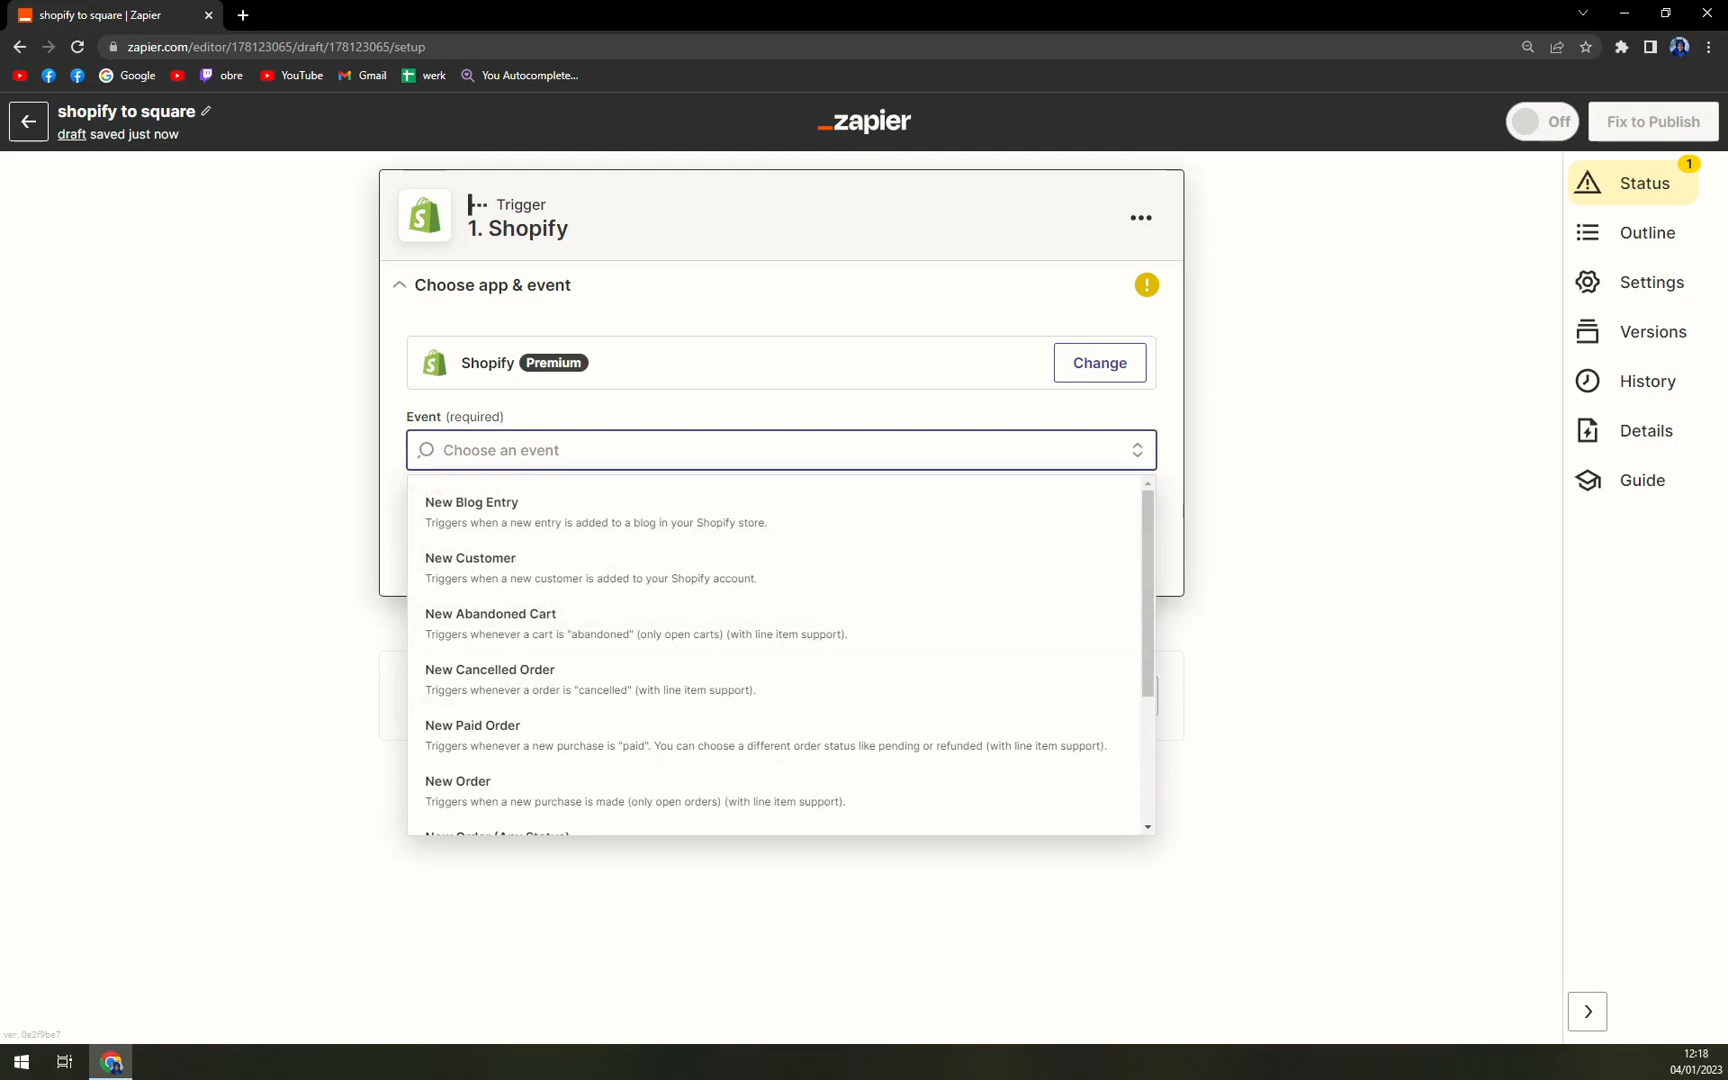 shopify to square | Zapier
zapier.com/editor/178123065/draft/178123065/setup
Google
obre
YouTube
Gmail
werk
You Autocomplete...
shopify to square
draft saved just now
_zapier
Off
Fix to Publish
Trigger
1. Shopify
1
Status
Outline
Settings
Versions
History
Details
Guide
Choose app & event
Shopify Premium
Change
Event (required)
Choose an event
New Blog Entry
Triggers when a new entry is added to a blog in your Shopify store.
New Customer
Triggers when a new customer is added to your Shopify account.
New Abandoned Cart
Triggers whenever a cart is "abandoned" (only open carts) (with line item support).
New Cancelled Order
Triggers whenever a order is "cancelled" (with line item support).
New Paid Order
Triggers whenever a new purchase is "paid". You can choose a different order status like pending or refunded (with line item support).
New Order
Triggers when a new purchase is made (only open orders) (with line item support).
New Order (Any Status)
ver. 0e2f9be7
12:18
04/01/2023